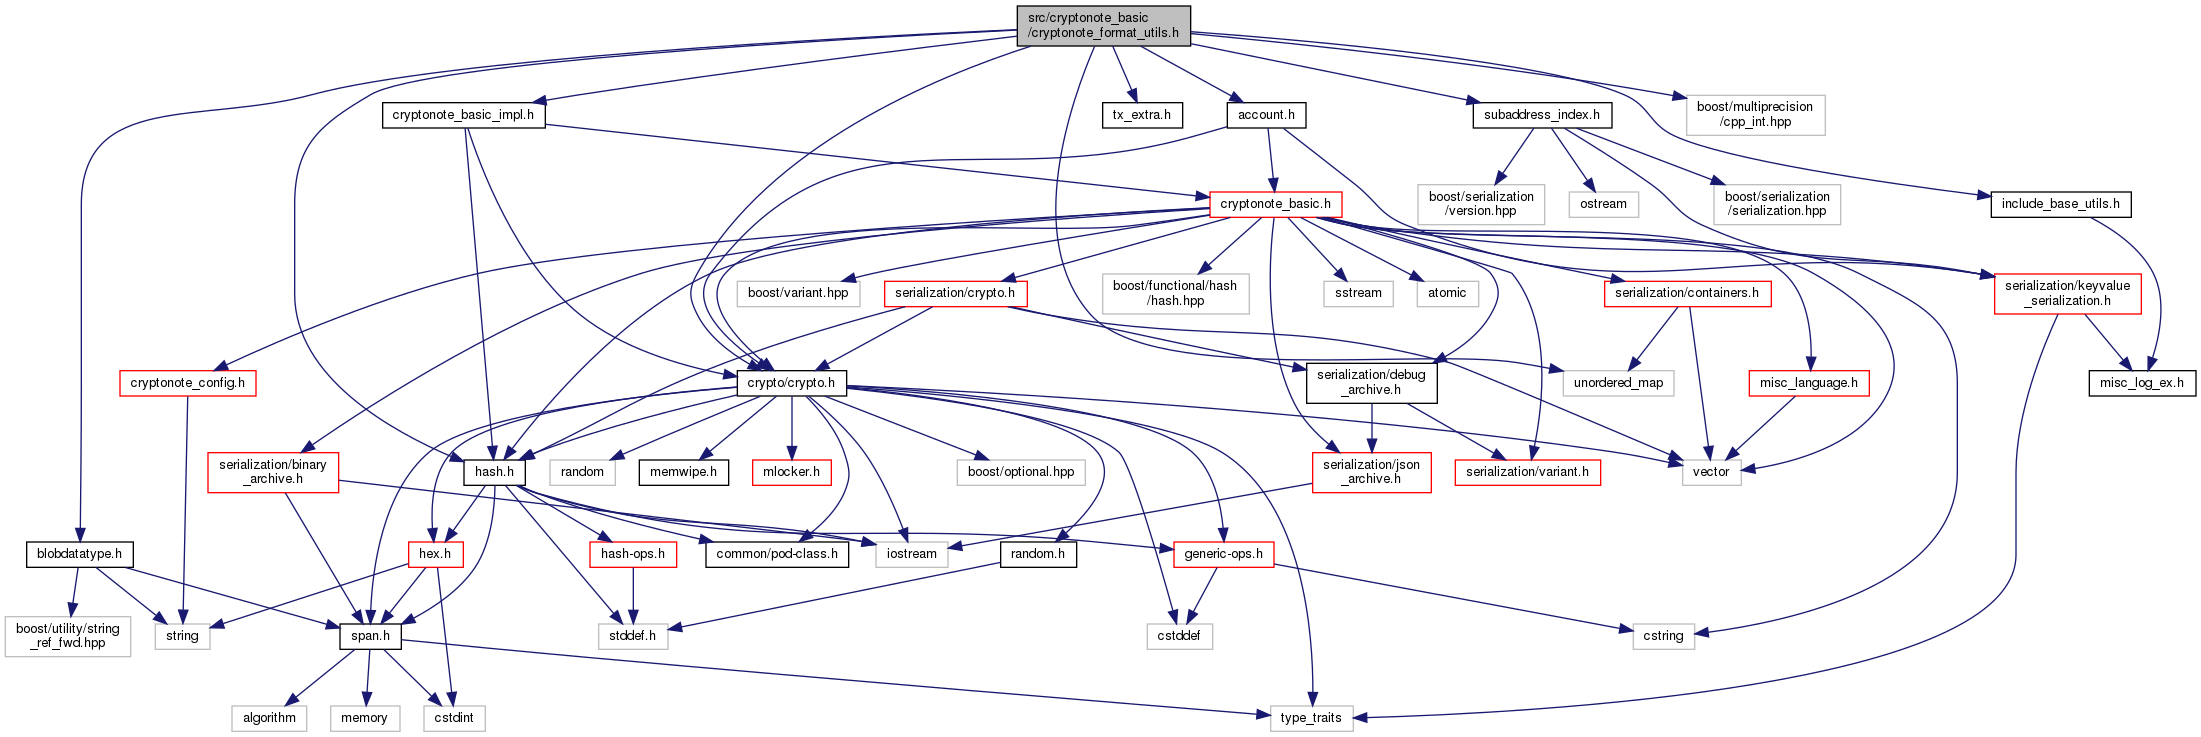 src/cryptonote_basic
/cryptonote_format_utils.h
cryptonote_basic_impl.h
tx_extra.h
account.h
subaddress_index.h
boost/multiprecision
/cpp_int.hpp
cryptonote_basic.h
boost/serialization
/version.hpp
ostream
boost/serialization
/serialization.hpp
include_base_utils.h
boost/variant.hpp
serialization/crypto.h
boost/functional/hash
/hash.hpp
sstream
atomic
serialization/containers.h
serialization/keyvalue
_serialization.h
cryptonote_config.h
crypto/crypto.h
serialization/debug
_archive.h
unordered_map
misc_language.h
misc_log_ex.h
serialization/binary
_archive.h
hash.h
random
memwipe.h
mlocker.h
boost/optional.hpp
serialization/json
_archive.h
serialization/variant.h
vector
blobdatatype.h
hex.h
hash-ops.h
common/pod-class.h
iostream
random.h
generic-ops.h
boost/utility/string
_ref_fwd.hpp
string
span.h
stddef.h
cstddef
cstring
algorithm
memory
cstdint
type_traits